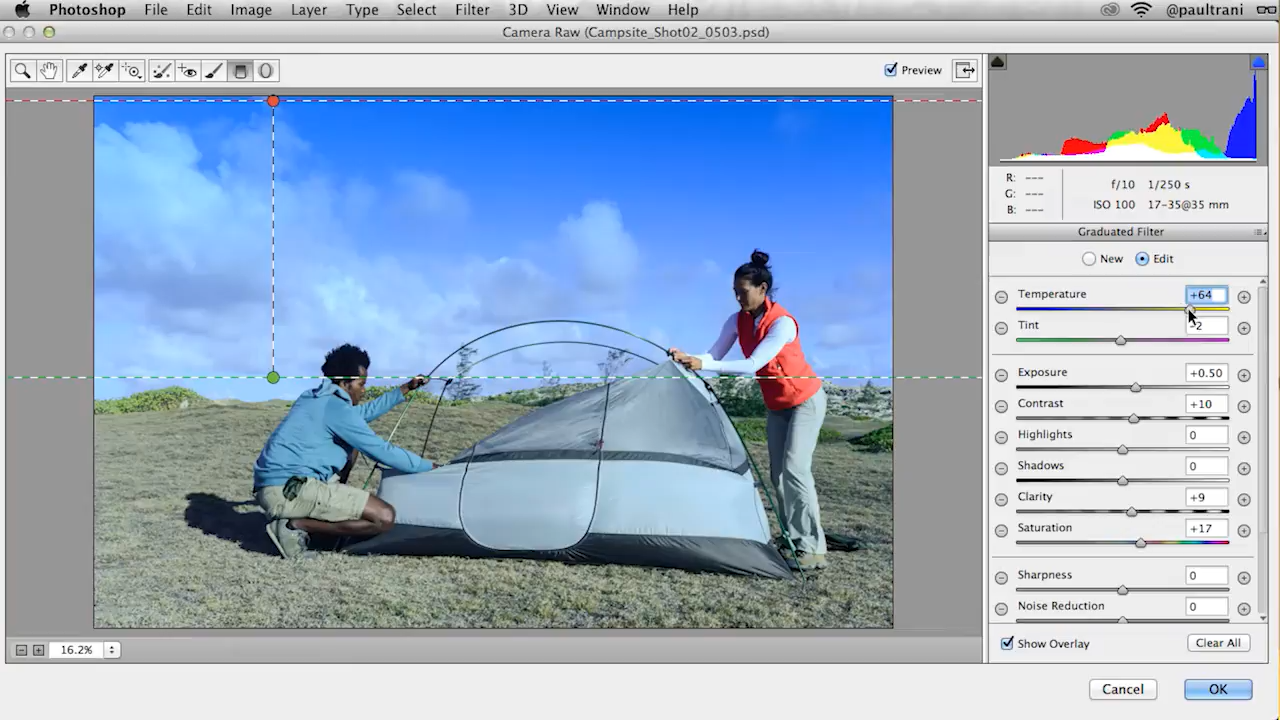 Photoshop File Edit Image Layer Type Select Filter 3D View Window Help @paultrani
Camera Raw (Campsite_Shot02_0503.psd)
Preview
R: ---
G: ---
B: ---
f/10 1/250 s
ISO 100 17-35@35 mm
Graduated Filter
New Edit
Temperature +64
Tint -2
Exposure +0.50
Contrast +10
Highlights 0
Shadows 0
Clarity +9
Saturation +17
Sharpness 0
Noise Reduction 0
Show Overlay Clear All
16.2%
Cancel OK